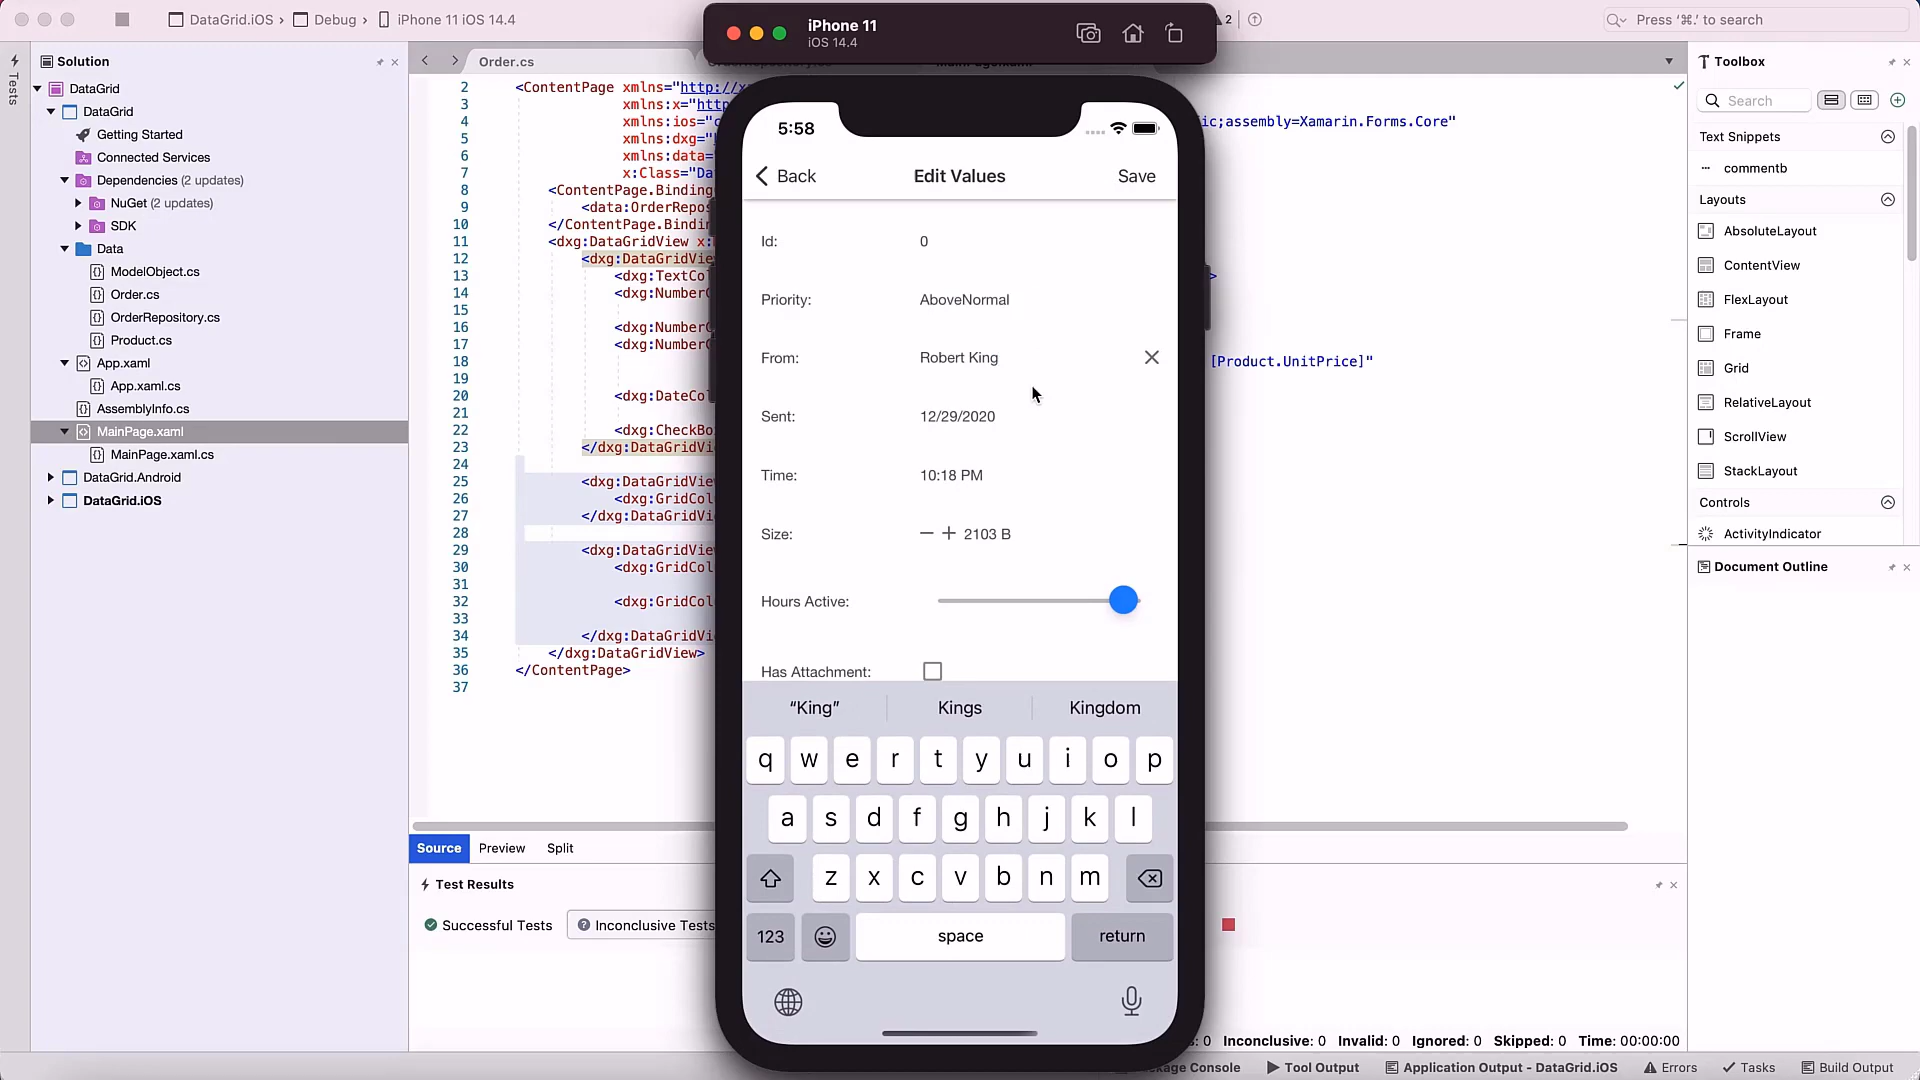 DataGrid.iOS
Debug
iPhone 11 iOS 14.4
iPhone 11
iOS 14.4
2
Press ‘⌘.’ to search
Tests
Solution
DataGrid
DataGrid
Getting Started
Connected Services
Dependencies (2 updates)
NuGet (2 updates)
SDK
Data
ModelObject.cs
Order.cs
OrderRepository.cs
Product.cs
App.xaml
App.xaml.cs
AssemblyInfo.cs
MainPage.xaml
MainPage.xaml.cs
DataGrid.Android
DataGrid.iOS
Order.cs
2 <ContentPage xmlns="http://x
3 xmlns:x="http
4 xmlns:ios="c ic;assembly=Xamarin.Forms.Core"
5 xmlns:dxg="
6 xmlns:data="
7 x:Class="Da
8 <ContentPage.Binding
9 <data:OrderRepos
10 </ContentPage.Bindin
11 <dxg:DataGridView x:
12 <dxg:DataGridVie
13 <dxg:TextCol >
14 <dxg:NumberC
15
16 <dxg:NumberC
17 <dxg:NumberC
18 [Product.UnitPrice]"
19
20 <dxg:DateCol
21
22 <dxg:CheckBo
23 </dxg:DataGridVi
24
25 <dxg:DataGridVie
26 <dxg:GridCol
27 </dxg:DataGridVi
28
29 <dxg:DataGridVie
30 <dxg:GridCol
31
32 <dxg:GridCol
33
34 </dxg:DataGridVi
35 </dxg:DataGridView>
36 </ContentPage>
37
5:58
Back
Edit Values
Save
Id: 0
Priority: AboveNormal
From: Robert King
Sent: 12/29/2020
Time: 10:18 PM
Size: − + 2103 B
Hours Active:
Has Attachment:
“King” Kings Kingdom
q w e r t y u i o p
a s d f g h j k l
z x c v b n m
123 space return
Source Preview Split
Test Results
Successful Tests
Inconclusive Tests
s: 0 Inconclusive: 0 Invalid: 0 Ignored: 0 Skipped: 0 Time: 00:00:00
kage Console
Tool Output
Application Output - DataGrid.iOS
Errors
Tasks
Build Output
Toolbox
Search
Text Snippets
commentb
Layouts
AbsoluteLayout
ContentView
FlexLayout
Frame
Grid
RelativeLayout
ScrollView
StackLayout
Controls
ActivityIndicator
Document Outline